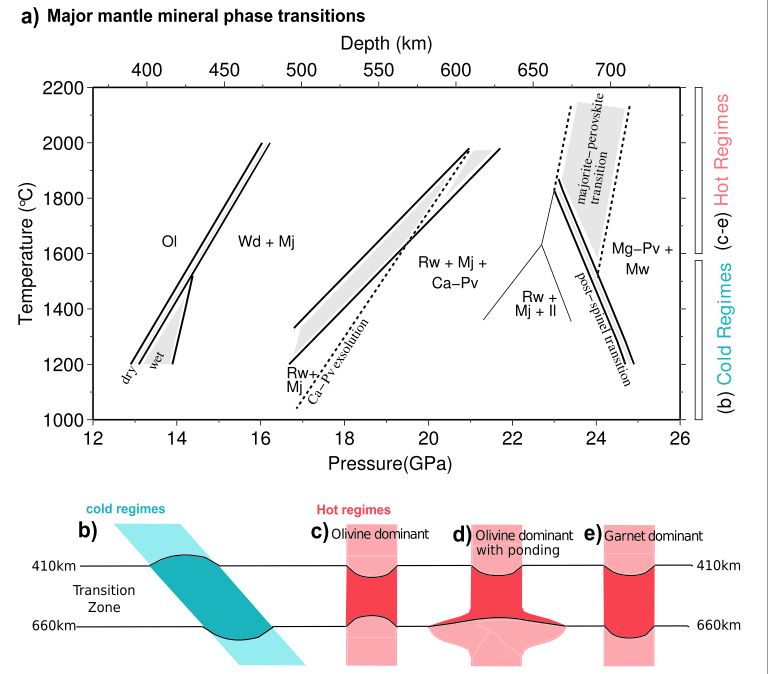 a) Major mantle mineral phase transitions
Depth (km)
400 450 500 550 600 650 700
2200
2000
1800
1600
1400
1200
1000
Temperature (°C)
12 14 16 18 20 22 24 26
Pressure(GPa)
Ol
Wd + Mj
Rw + Mj +
Ca–Pv
Rw +
Mj + Il
Mg–Pv +
Mw
Rw+
Mj
dry
wet
Ca–Pv exsolution
majorite–perovskite
transition
post–spinel transition
(c-e) Hot Regimes
(b) Cold Regimes
cold regimes
Hot regimes
b)
c) Olivine dominant
d) Olivine dominant
with ponding
e) Garnet dominant
410km
410km
Transition
Zone
660km
660km